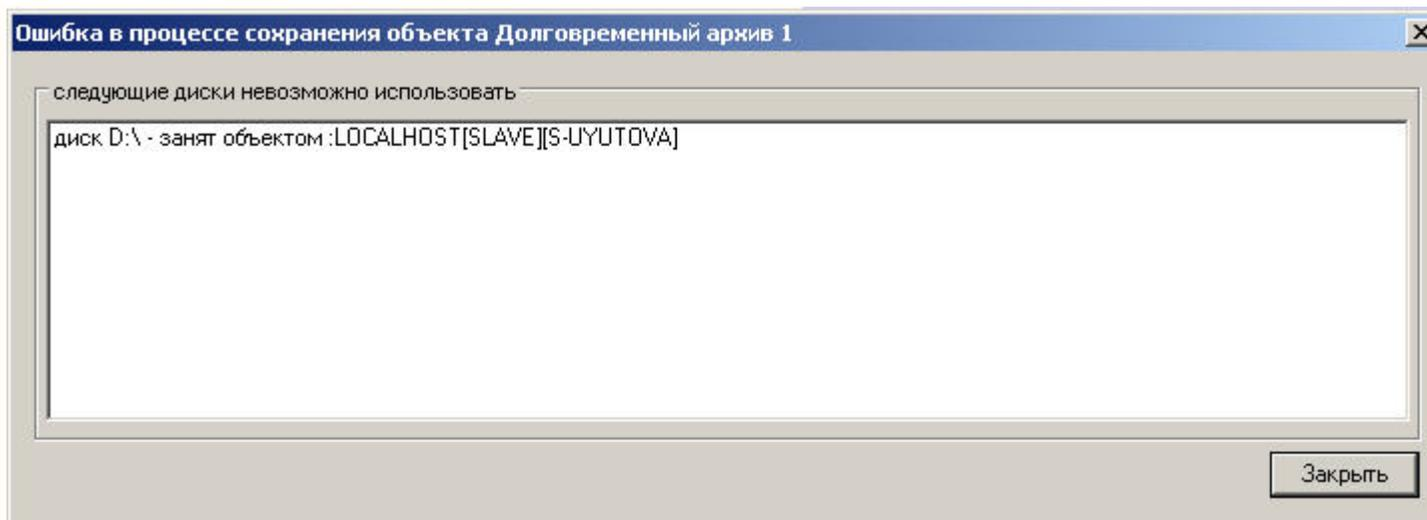 Ошибка в процессе сохранения объекта Долговременный архив 1
следующие диски невозможно использовать
диск D:\ - занят объектом :LOCALHOST[SLAVE][S-UYUTOVA]
Закрыть